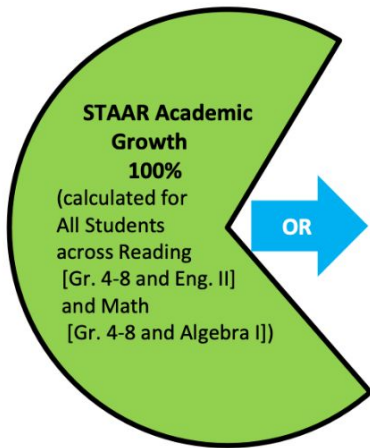 STAAR Academic
Growth
100%
(calculated for
All Students
across Reading
[Gr. 4-8 and Eng. II]
and Math
[Gr. 4-8 and Algebra I])
OR